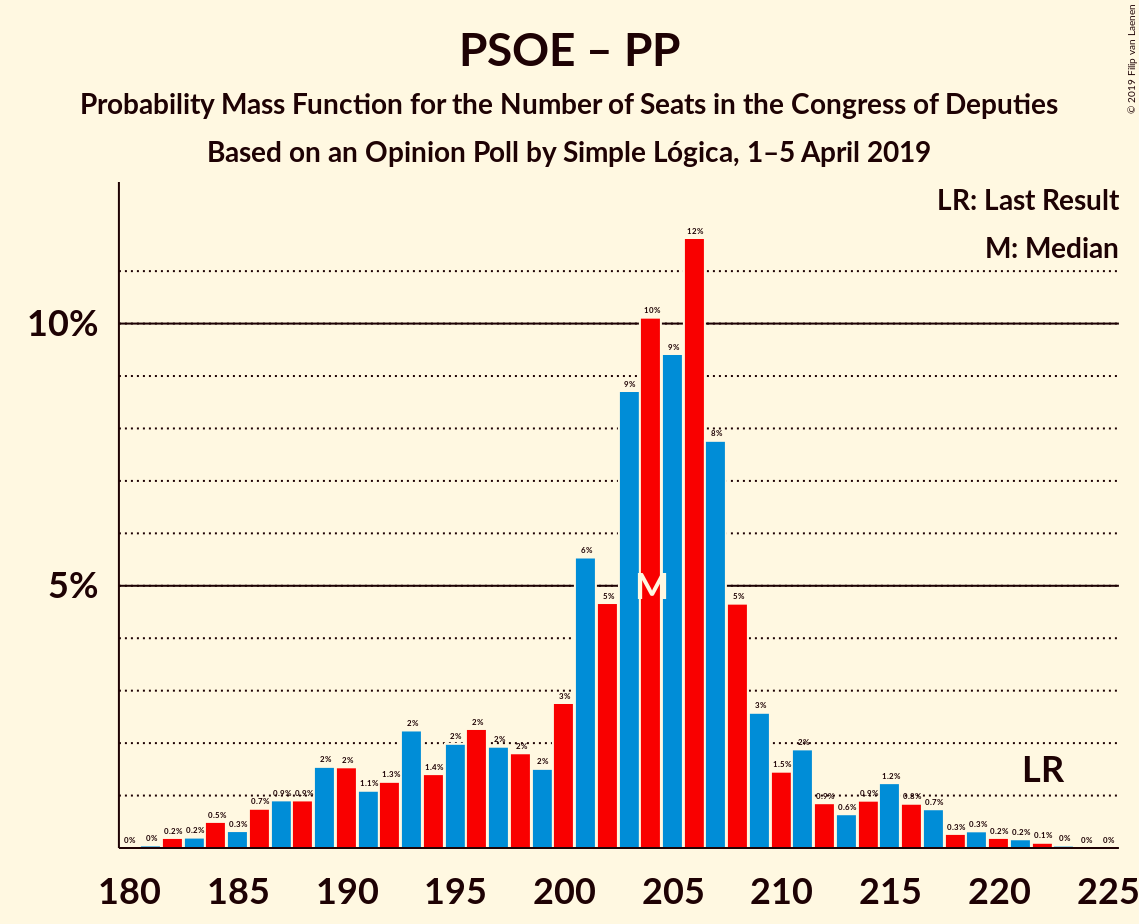 PSOE – PP
Probability Mass Function for the Number of Seats in the Congress of Deputies
Based on an Opinion Poll by Simple Lógica, 1–5 April 2019
© 2019 Filip van Laenen
LR: Last Result
M: Median
10%
5%
0% 0% 0.2% 0.2% 0.5% 0.3% 0.7% 0.9% 0.9% 2% 2% 1.1% 1.3% 2% 1.4% 2% 2% 2% 2% 2% 3% 6% 5% 9% 10% 9% 12% 8% 5% 3% 1.5% 2% 0.9% 0.6% 0.9% 1.2% 0.8% 0.7% 0.3% 0.3% 0.2% 0.2% 0.1% 0% 0% 0%
M
LR
180 185 190 195 200 205 210 215 220 225